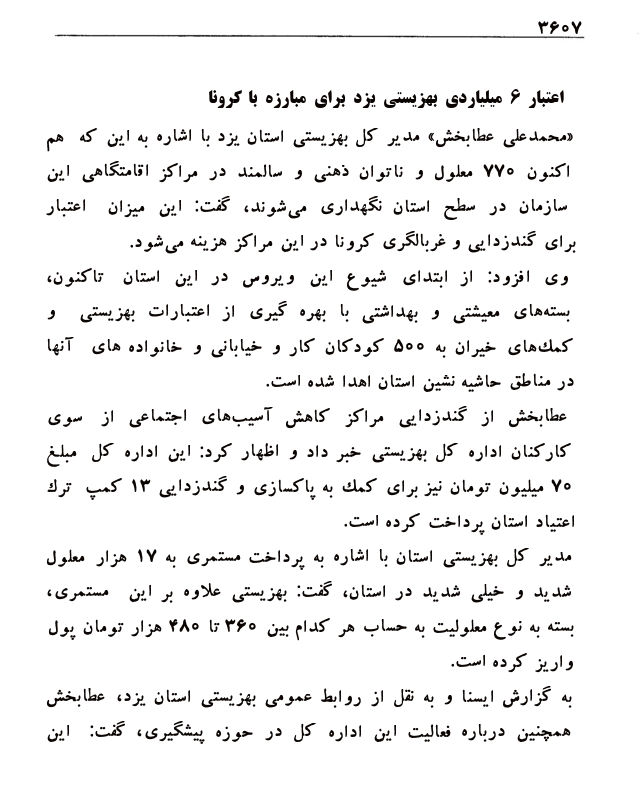 ۳۶۰۷
اعتبار ۶ میلیاردی بهزیستی یزد برای مبارزه با کرونا
«محمدعلی عطابخش» مدیر کل بهزیستی استان یزد با اشاره به این که هم
اکنون ۷۷۰ معلول و ناتوان ذهنی و سالمند در مراکز اقامتگاهی این
سازمان در سطح استان نگهداری می‌شوند، گفت: این میزان اعتبار
برای گندزدایی و غربالگری کرونا در این مراکز هزینه می‌شود.
وی افزود: از ابتدای شیوع این ویروس در این استان تاکنون،
بسته‌های معیشتی و بهداشتی با بهره گیری از اعتبارات بهزیستی و
کمك‌های خیران به ۵۰۰ کودکان کار و خیابانی و خانواده های آنها
در مناطق حاشیه نشین استان اهدا شده است.
عطابخش از گندزدایی مراکز کاهش آسیب‌های اجتماعی از سوی
کارکنان اداره کل بهزیستی خبر داد و اظهار کرد: این اداره کل مبلغ
۷۰ میلیون تومان نیز برای کمك به پاکسازی و گندزدایی ۱۳ کمپ ترك
اعتیاد استان پرداخت کرده است.
مدیر کل بهزیستی استان با اشاره به پرداخت مستمری به ۱۷ هزار معلول
شدید و خیلی شدید در استان، گفت: بهزیستی علاوه بر این مستمری،
بسته به نوع معلولیت به حساب هر کدام بین ۳۶۰ تا ۴۸۰ هزار تومان پول
واریز کرده است.
به گزارش ایسنا و به نقل از روابط عمومی بهزیستی استان یزد، عطابخش
همچنین درباره فعالیت این اداره کل در حوزه پیشگیری، گفت: این